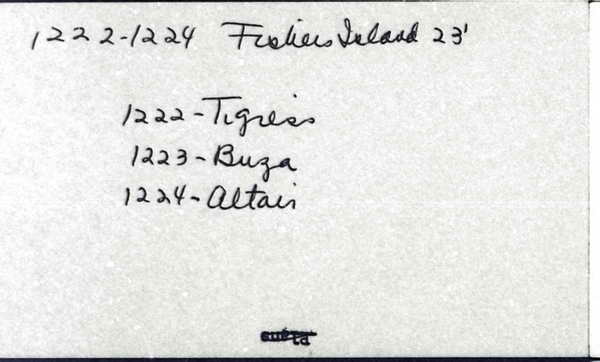 1222-1224 Fishers Island 23'
1222-Tigress
1223-Buza
1224-Altair